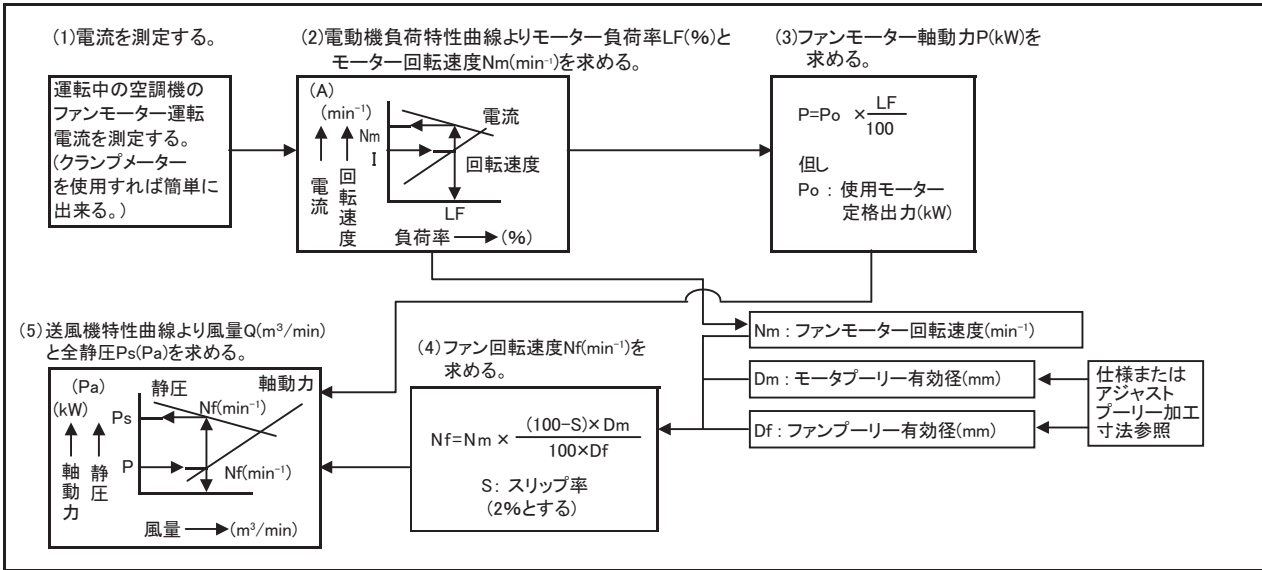 (1)電流を測定する。
運転中の空調機の
ファンモーター運転
電流を測定する。
(クランプメーター
を使用すれば簡単に
出来る。)
(2)電動機負荷特性曲線よりモーター負荷率LF(%)と
モーター回転速度Nm(min⁻¹)を求める。
(A)
(min⁻¹)
Nm
I
電流
回転速度
電流
回転速度
LF
負荷率 → (%)
(3)ファンモーター軸動力P(kW)を
求める。
P=Po × LF/100
但し
Po : 使用モーター
定格出力(kW)
Nm : ファンモーター回転速度(min⁻¹)
Dm : モータプーリー有効径(mm)
Df : ファンプーリー有効径(mm)
仕様または
アジャスト
プーリー加工
寸法参照
(4)ファン回転速度Nf(min⁻¹)を
求める。
Nf=Nm × (100-S)×Dm/100×Df
S: スリップ率
(2%とする)
(5)送風機特性曲線より風量Q(m³/min)
と全静圧Ps(Pa)を求める。
(Pa)
(kW)
静圧
軸動力
Ps
Nf(min⁻¹)
P
Nf(min⁻¹)
軸動力
静圧
風量 → (m³/min)